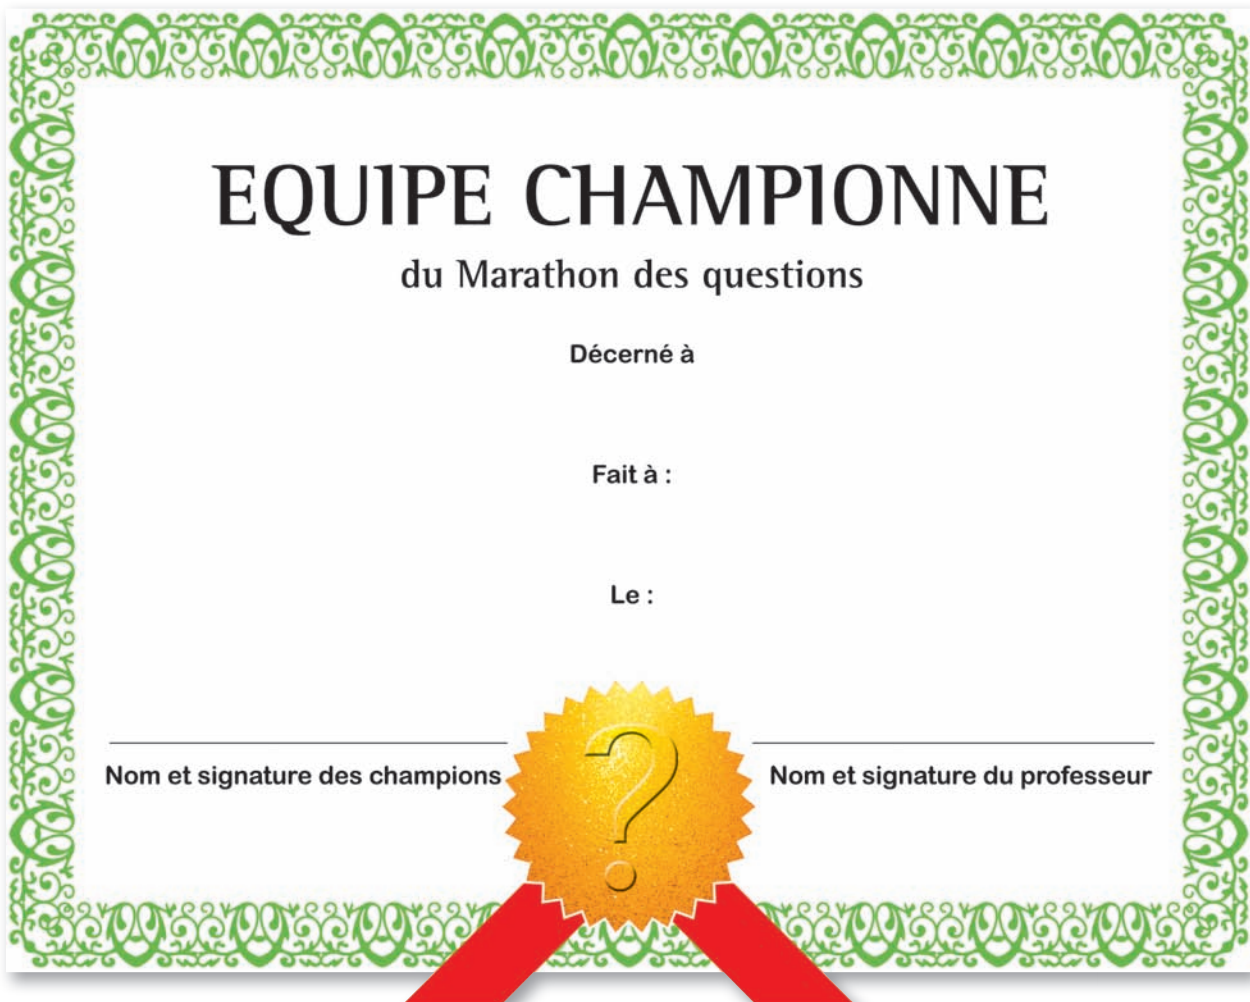 EQUIPE CHAMPIONNE
du Marathon des questions
Décerné à
Fait à :
Le :
Nom et signature des champions
Nom et signature du professeur
?